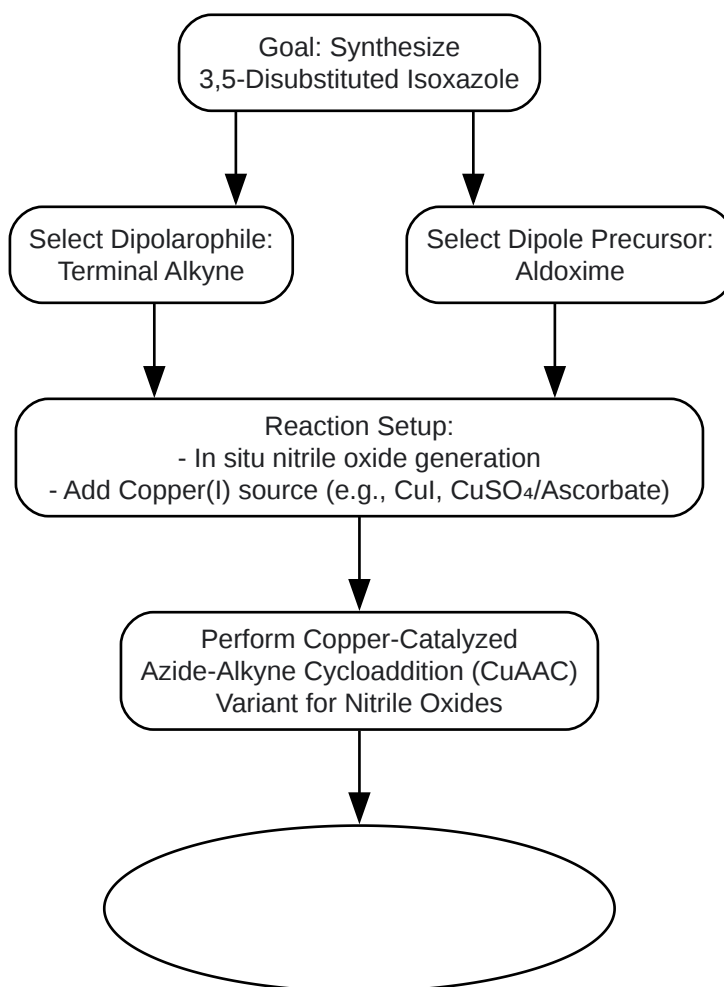 Goal: Synthesize
3,5-Disubstituted Isoxazole
Select Dipolarophile:
Terminal Alkyne
Select Dipole Precursor:
Aldoxime
Reaction Setup:
- In situ nitrile oxide generation
- Add Copper(I) source (e.g., CuI, CuSO₄/Ascorbate)
Perform Copper-Catalyzed
Azide-Alkyne Cycloaddition (CuAAC)
Variant for Nitrile Oxides